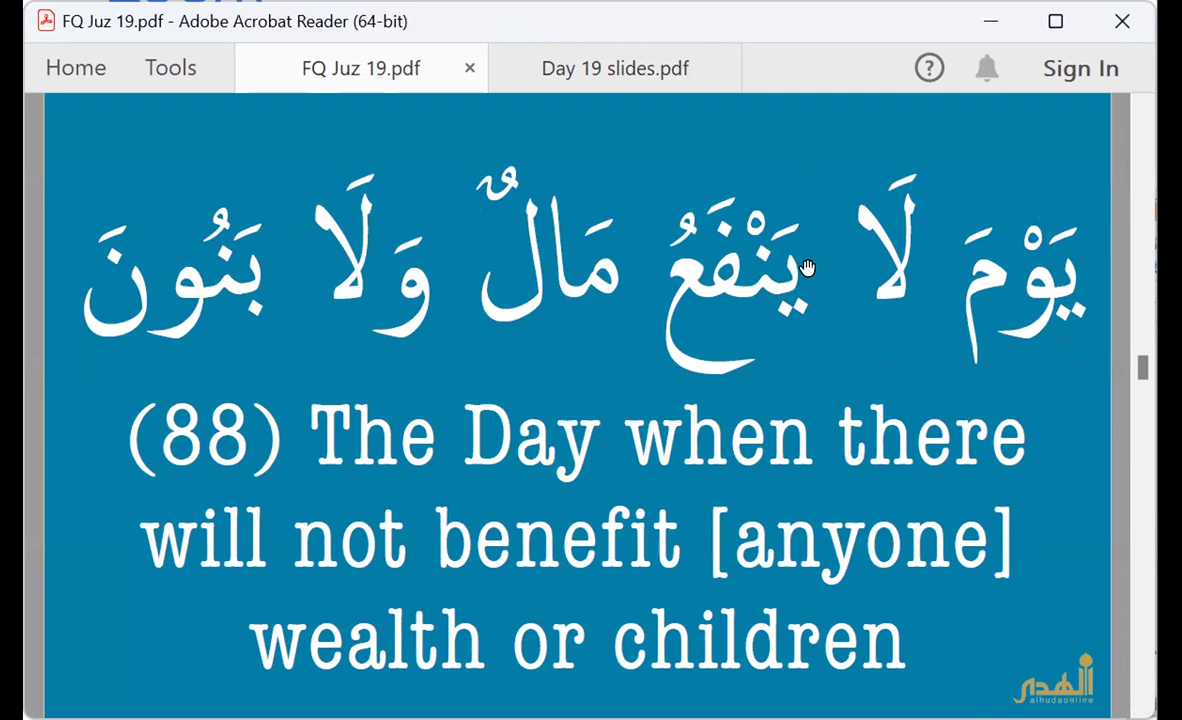 FQ Juz 19.pdf - Adobe Acrobat Reader (64-bit)
Home Tools FQ Juz 19.pdf × Day 19 slides.pdf ? Sign In
يَوْمَ لَا يَنْفَعُ مَالٌ وَلَا بَنُونَ
(88) The Day when there
will not benefit [anyone]
wealth or children
الهدى
alhudaonline